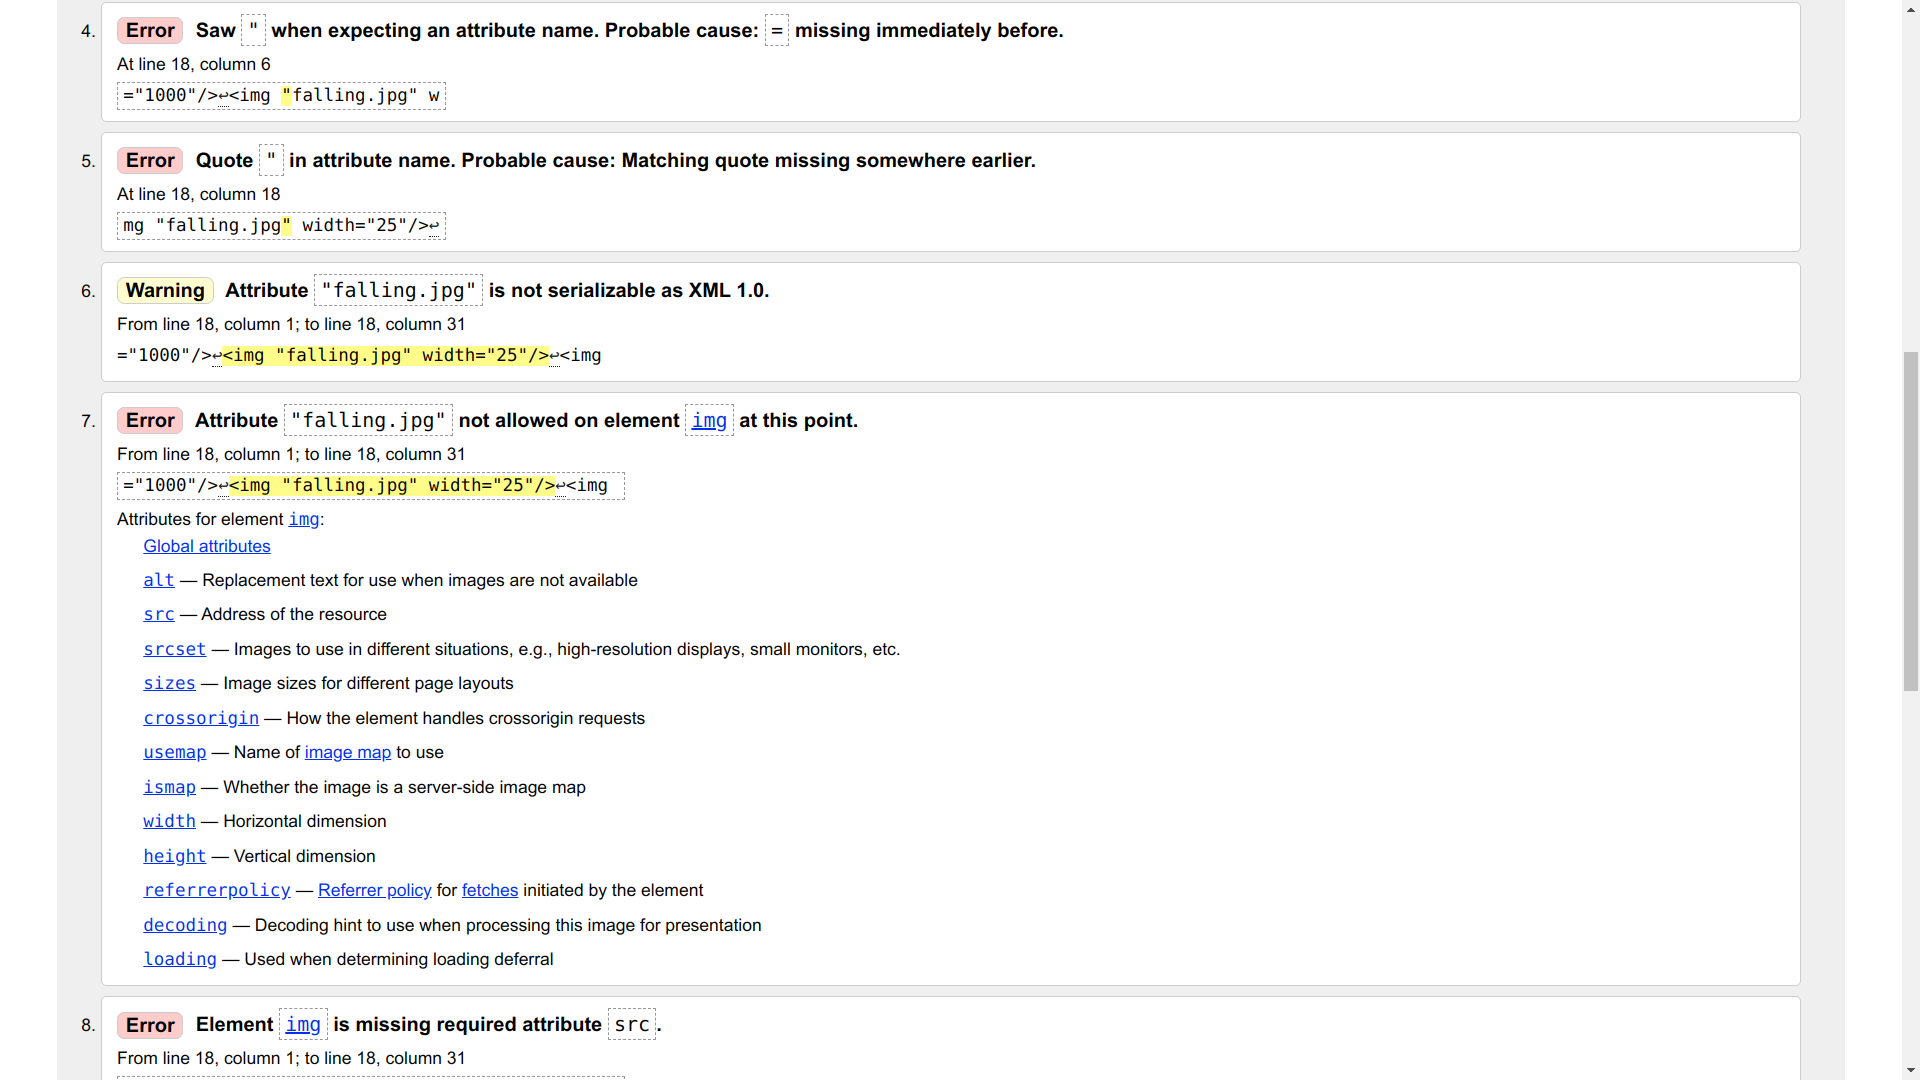 4. Error Saw " when expecting an attribute name. Probable cause: = missing immediately before.
At line 18, column 6
="1000"/>↩<img "falling.jpg" w
5. Error Quote " in attribute name. Probable cause: Matching quote missing somewhere earlier.
At line 18, column 18
mg "falling.jpg" width="25"/>↩
6. Warning Attribute "falling.jpg" is not serializable as XML 1.0.
From line 18, column 1; to line 18, column 31
="1000"/>↩<img "falling.jpg" width="25"/>↩<img
7. Error Attribute "falling.jpg" not allowed on element img at this point.
From line 18, column 1; to line 18, column 31
="1000"/>↩<img "falling.jpg" width="25"/>↩<img
Attributes for element img:
Global attributes
alt — Replacement text for use when images are not available
src — Address of the resource
srcset — Images to use in different situations, e.g., high-resolution displays, small monitors, etc.
sizes — Image sizes for different page layouts
crossorigin — How the element handles crossorigin requests
usemap — Name of image map to use
ismap — Whether the image is a server-side image map
width — Horizontal dimension
height — Vertical dimension
referrerpolicy — Referrer policy for fetches initiated by the element
decoding — Decoding hint to use when processing this image for presentation
loading — Used when determining loading deferral
8. Error Element img is missing required attribute src.
From line 18, column 1; to line 18, column 31